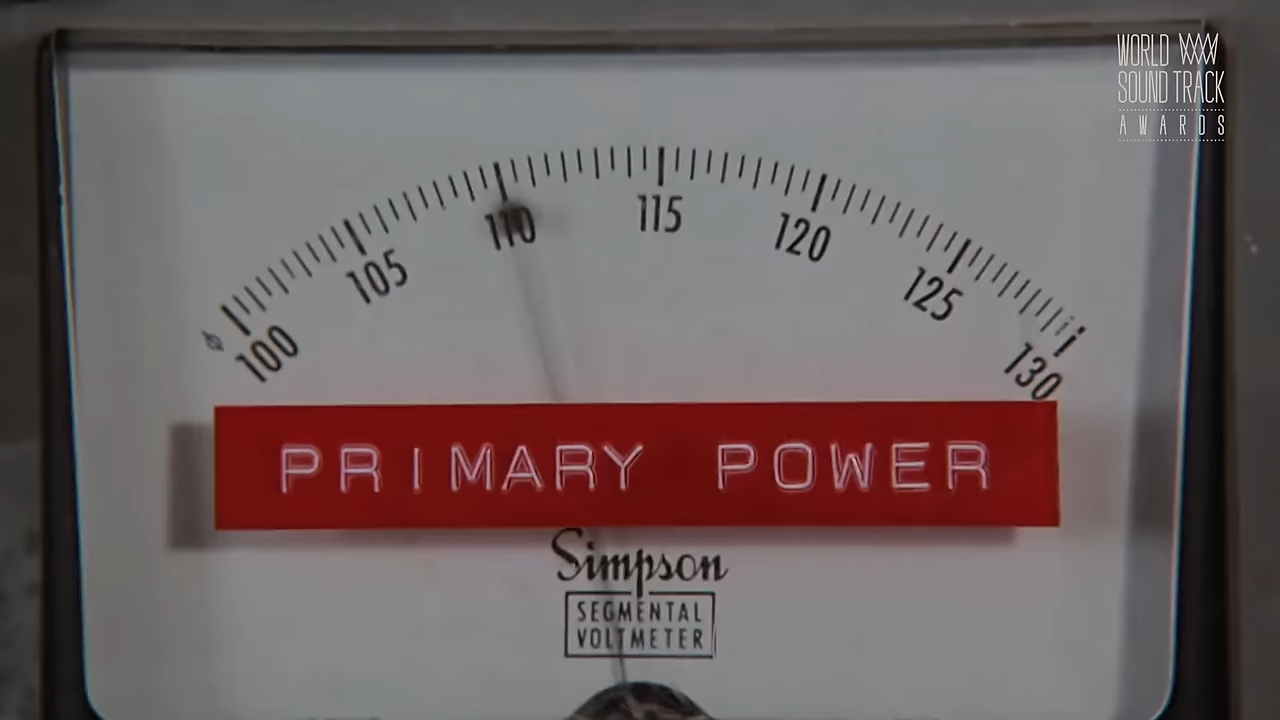 WORLD
SOUND TRACK
AWARDS
100 105 110 115 120 125 130
PRIMARY POWER
Simpson
SEGMENTAL
VOLTMETER